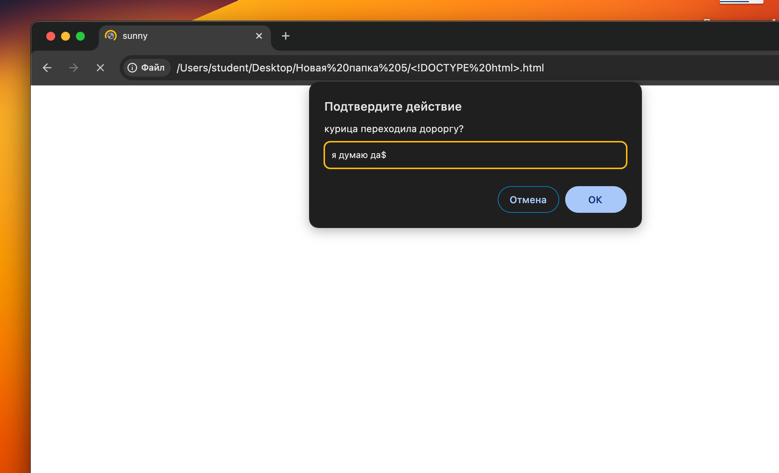 sunny
Файл
/Users/student/Desktop/Новая%20папка%205/<!DOCTYPE%20html>.html
Подтвердите действие
курица переходила дороргу?
я думаю да$
Отмена
ОК